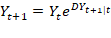 Y_{t+1} = Y_t e^{DY_{t+1|t}}